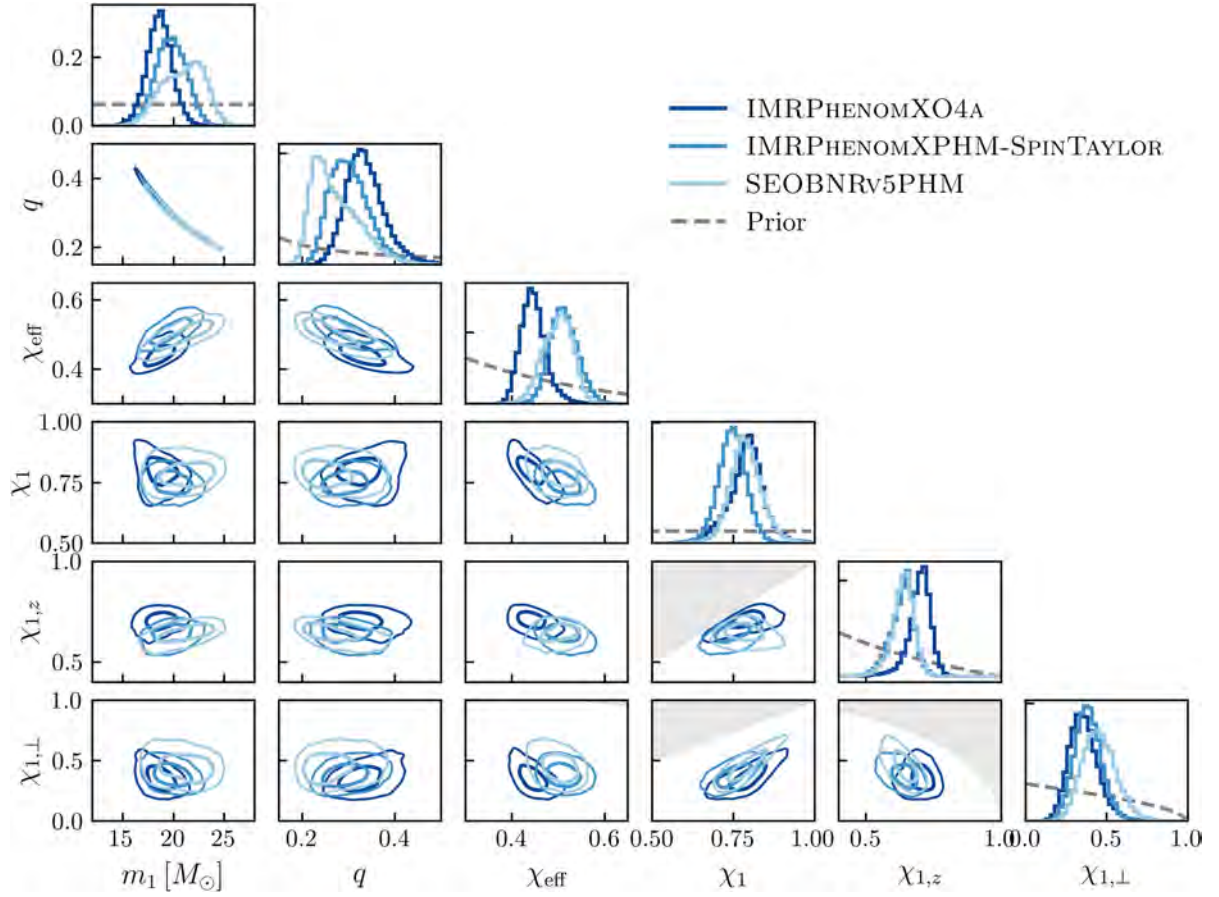 0.2
0.0
IMRPhenomXO4a
IMRPhenomXPHM-SpinTaylor
SEOBNRv5PHM
Prior
q
0.4
0.2
χeff
0.6
0.4
χ1
1.00
0.75
0.50
χ1,z
1.0
0.5
χ1,⊥
1.0
0.5
0.0
15 20 25 0.2 0.4 0.4 0.6 0.50 0.75 1.00 0.5 1.0 0.0 0.5 1.0
m1 [M⊙] q χeff χ1 χ1,z χ1,⊥